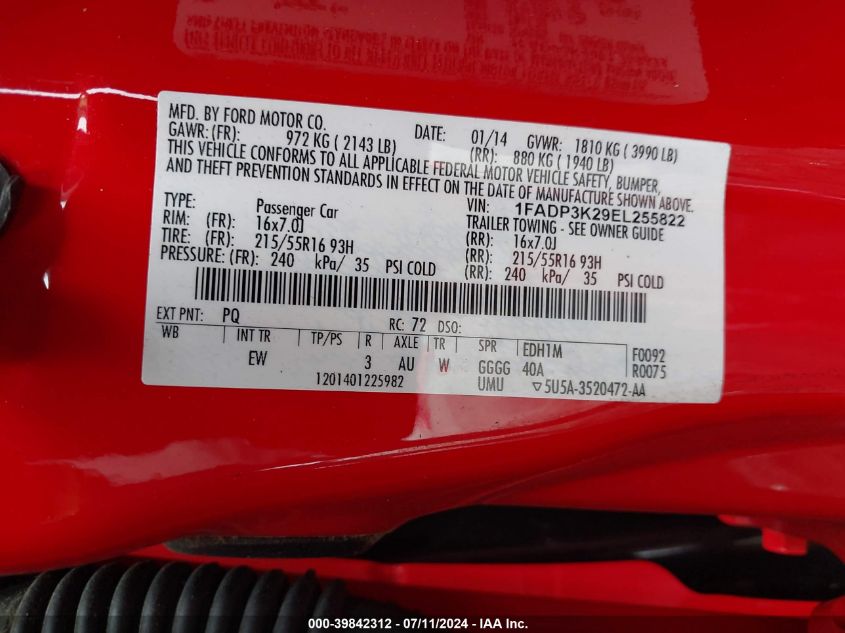 MFD. BY FORD MOTOR CO. DATE: 01/14 GVWR: 1810 KG ( 3990 LB)
GAWR: (FR): 972 KG ( 2143 LB) (RR): 880 KG ( 1940 LB)
THIS VEHICLE CONFORMS TO ALL APPLICABLE FEDERAL MOTOR VEHICLE SAFETY, BUMPER,
AND THEFT PREVENTION STANDARDS IN EFFECT ON THE DATE OF MANUFACTURE SHOWN ABOVE.
VIN: 1FADP3K29EL255822
TYPE: Passenger Car TRAILER TOWING - SEE OWNER GUIDE
RIM: (FR): 16x7.0J (RR): 16x7.0J
TIRE: (FR): 215/55R16 93H (RR): 215/55R16 93H
PRESSURE: (FR): 240 kPa/ 35 PSI COLD (RR): 240 kPa/ 35 PSI COLD
EXT PNT: PQ RC: 72 DSO:
WB INT TR TP/PS R AXLE TR SPR EDH1M F0092
EW 3 AU W GGGG 40A R0075
1201401225982 UMU ▽5U5A-3520472-AA
000-39842312 - 07/11/2024 - IAA Inc.